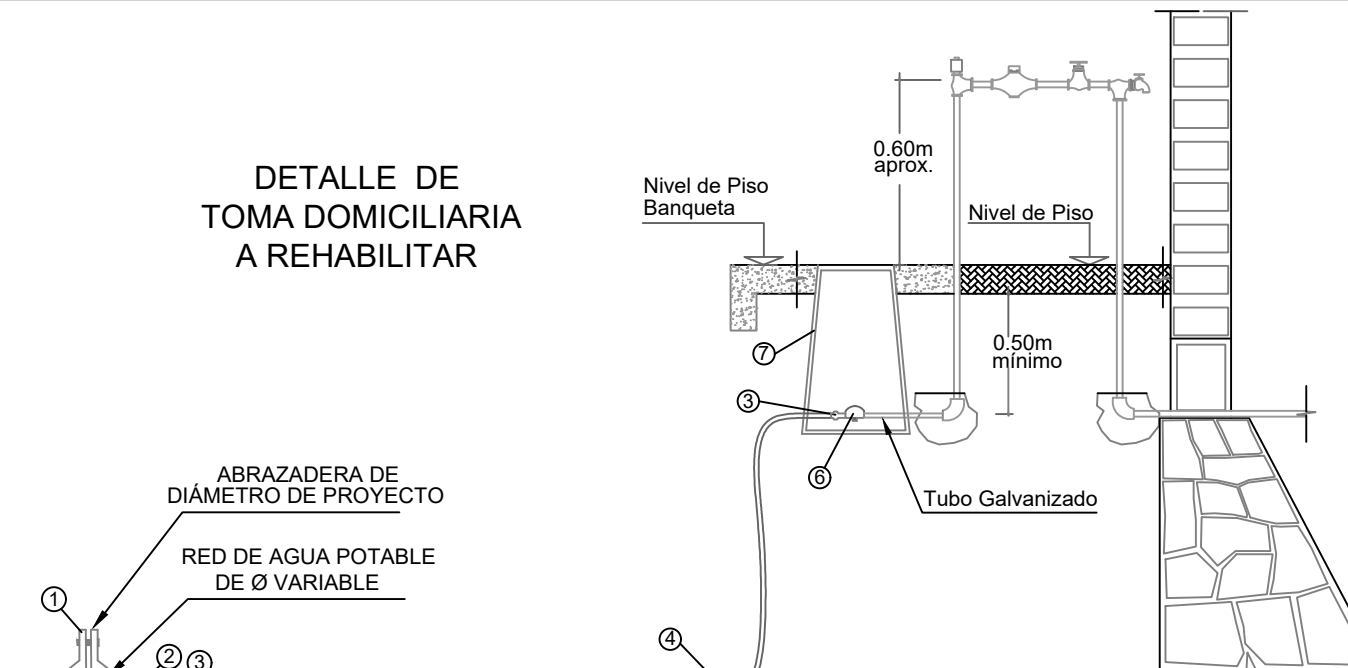 DETALLE DE
TOMA DOMICILIARIA
A REHABILITAR
0.60m
aprox.
Nivel de Piso
Banqueta
Nivel de Piso
0.50m
mínimo
7
3
6
Tubo Galvanizado
ABRAZADERA DE
DIÁMETRO DE PROYECTO
RED DE AGUA POTABLE
DE Ø VARIABLE
1
2
3
4